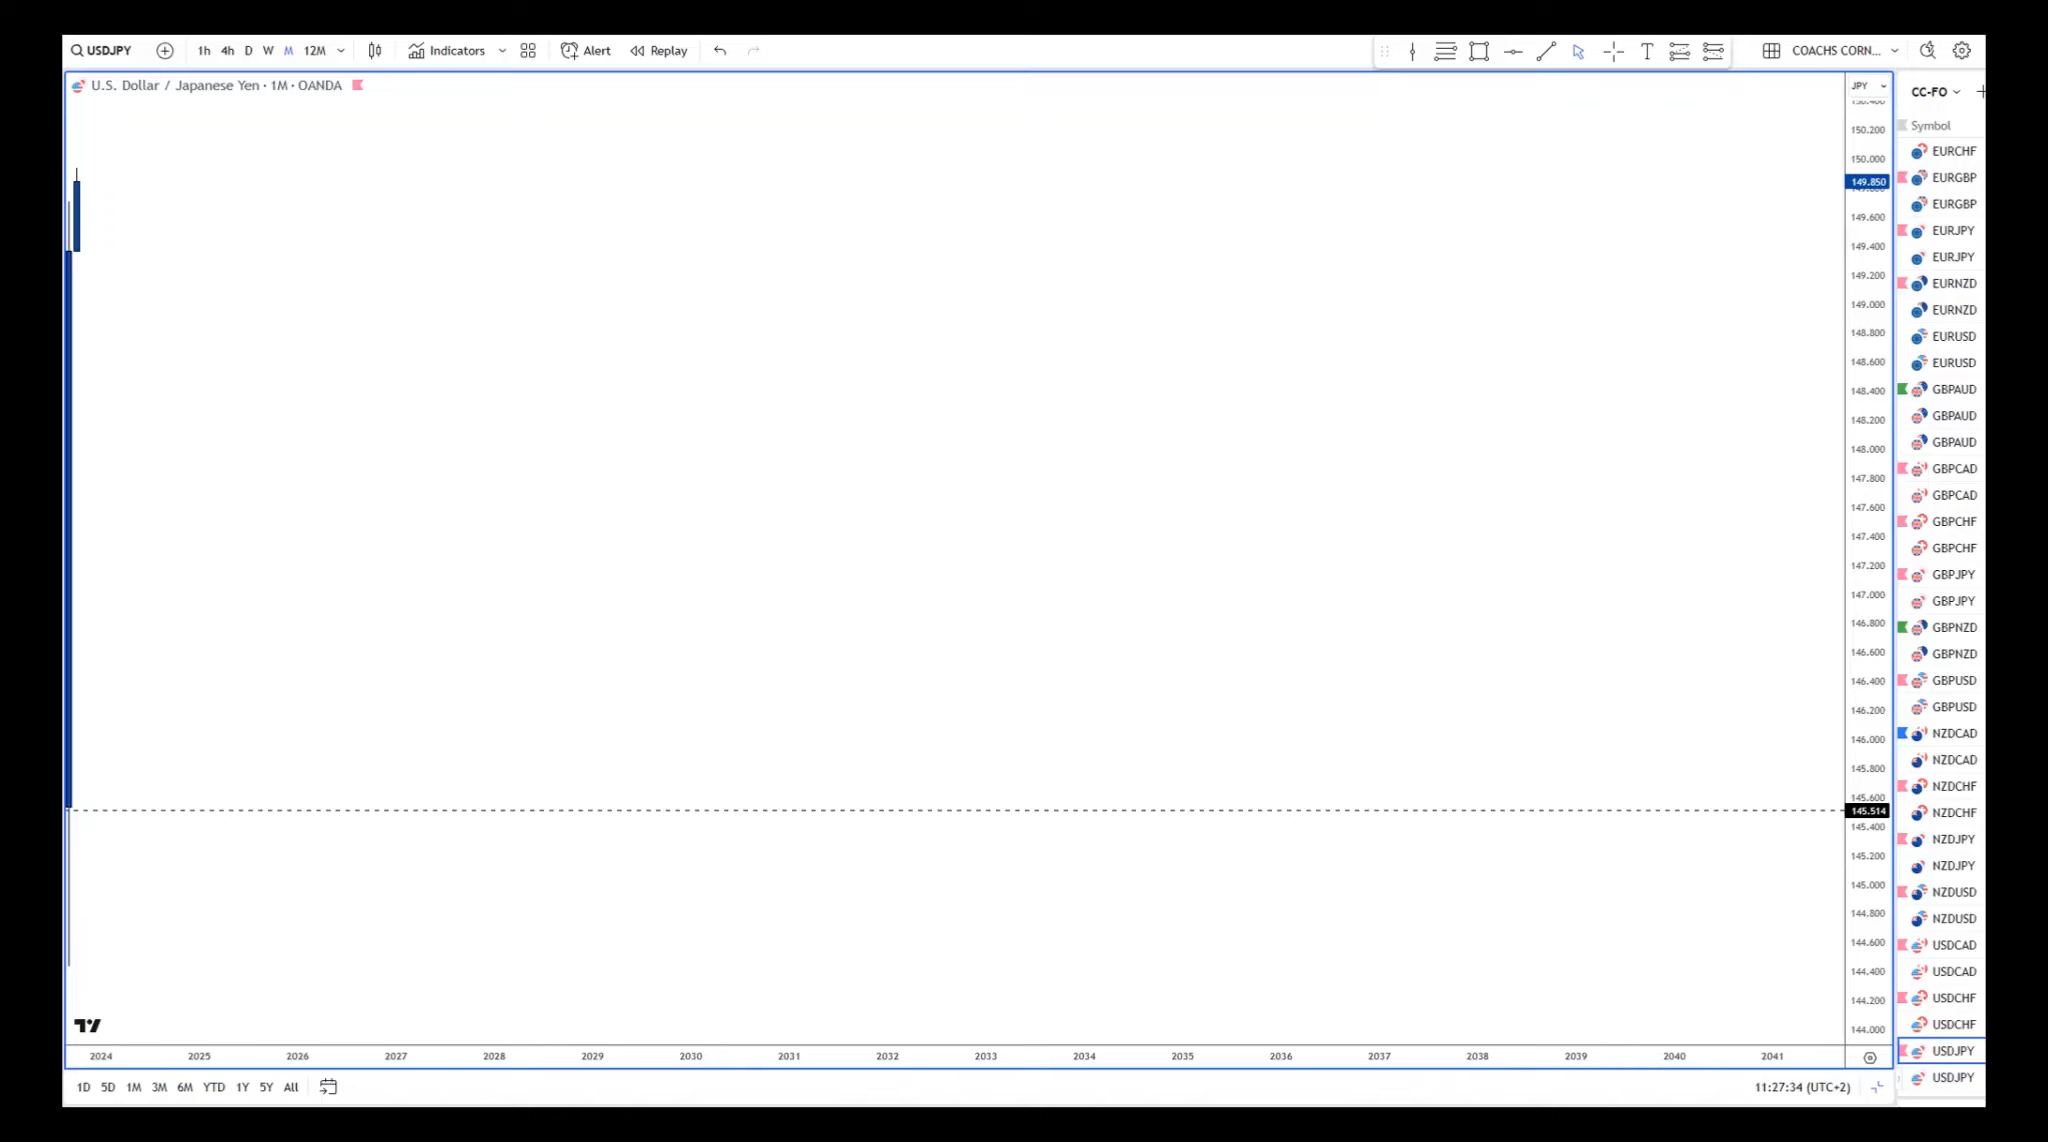 USDJPY 1h 4h D W M 12M Indicators Alert Replay T COACHS CORN...
U.S. Dollar / Japanese Yen · 1M · OANDA
JPY
150.200
150.000
149.850
149.600
149.400
149.200
149.000
148.800
148.600
148.400
148.200
148.000
147.800
147.600
147.400
147.200
147.000
146.800
146.600
146.400
146.200
146.000
145.800
145.600
145.514
145.400
145.200
145.000
144.800
144.600
144.400
144.200
144.000
2024 2025 2026 2027 2028 2029 2030 2031 2032 2033 2034 2035 2036 2037 2038 2039 2040 2041
1D 5D 1M 3M 6M YTD 1Y 5Y All
11:27:34 (UTC+2)
CC-FO
Symbol
EURCHF
EURGBP
EURGBP
EURJPY
EURJPY
EURNZD
EURNZD
EURUSD
EURUSD
GBPAUD
GBPAUD
GBPAUD
GBPCAD
GBPCAD
GBPCHF
GBPCHF
GBPJPY
GBPJPY
GBPNZD
GBPNZD
GBPUSD
GBPUSD
NZDCAD
NZDCAD
NZDCHF
NZDCHF
NZDJPY
NZDJPY
NZDUSD
NZDUSD
USDCAD
USDCAD
USDCHF
USDCHF
USDJPY
USDJPY